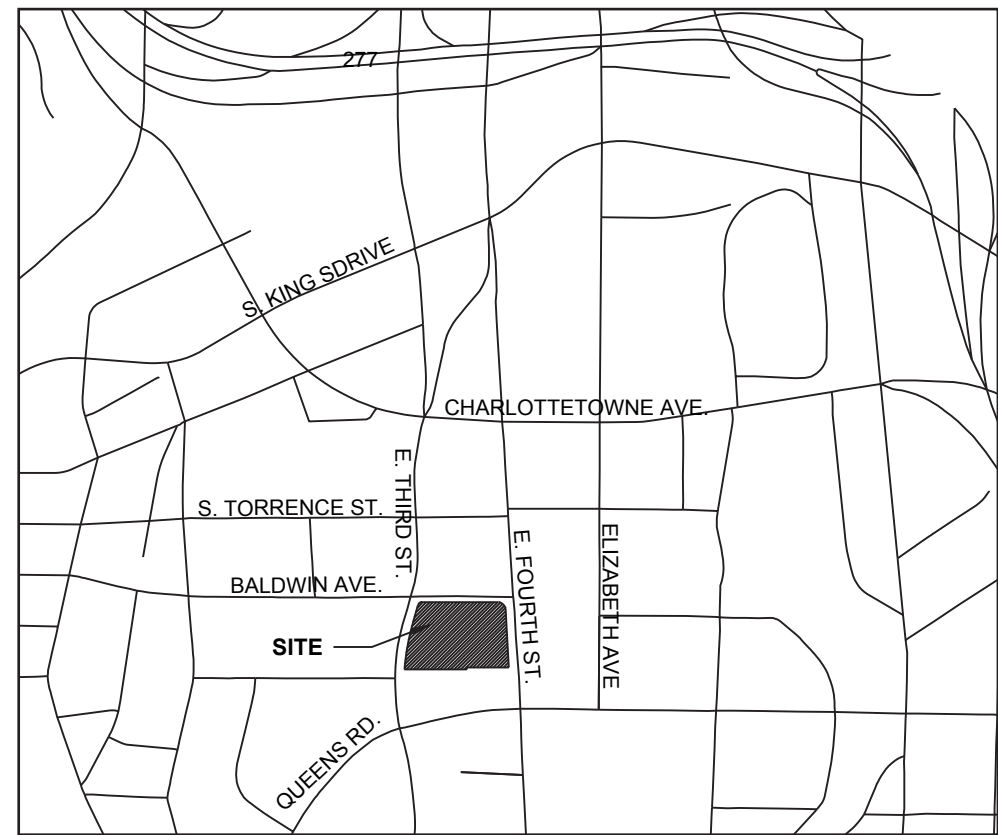 277
S. KING SDRIVE
CHARLOTTETOWNE AVE.
E. THIRD ST.
S. TORRENCE ST.
E. FOURTH ST.
ELIZABETH AVE
BALDWIN AVE.
SITE
QUEENS RD.